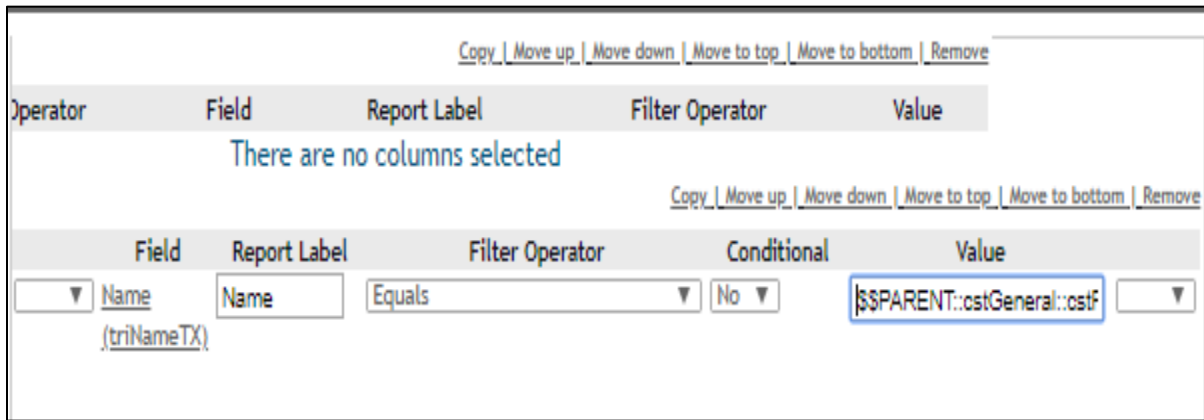 Copy | Move up | Move down | Move to top | Move to bottom | Remove
Operator Field Report Label Filter Operator Value
There are no columns selected
Copy | Move up | Move down | Move to top | Move to bottom | Remove
Field Report Label Filter Operator Conditional Value
Name Name Equals No $$PARENT::cstGeneral::cstF
(triNameTX)